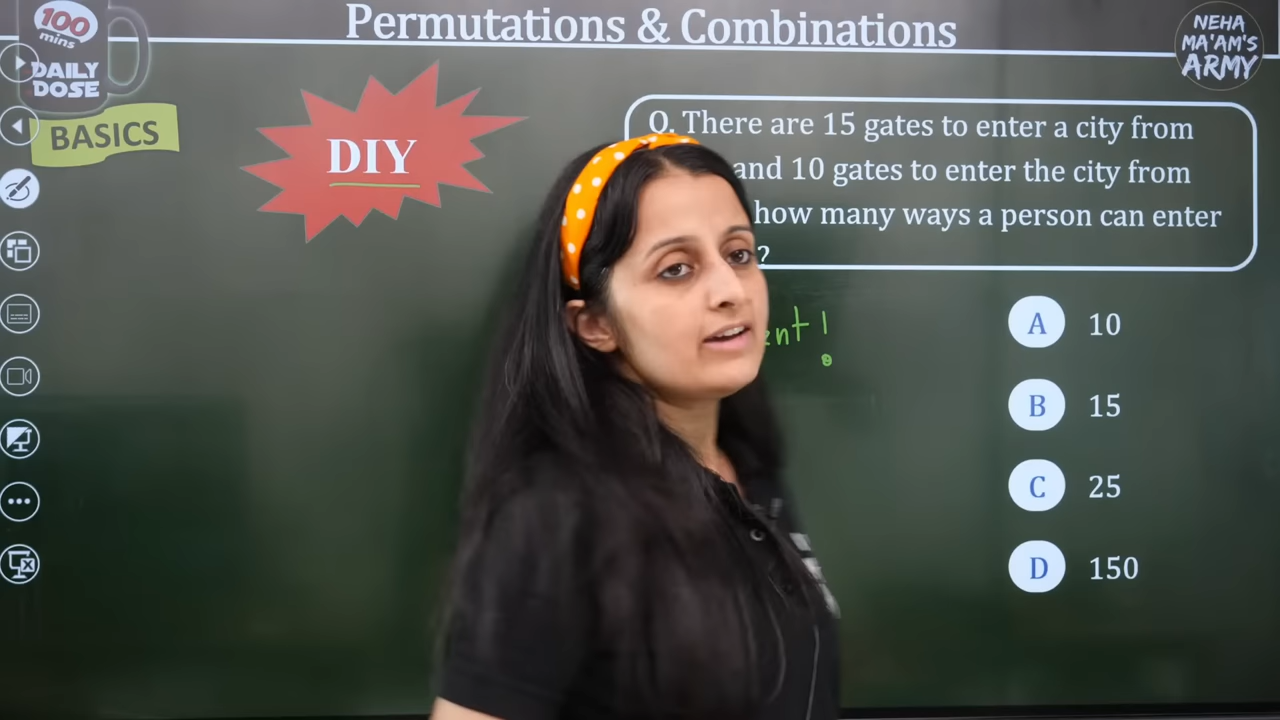 Permutations & Combinations
100
mins
DAILY
DOSE
NEHA
MA'AM'S
ARMY
BASICS
DIY
Q. There are 15 gates to enter a city from
and 10 gates to enter the city from
how many ways a person can enter
?
A 10
B 15
C 25
D 150